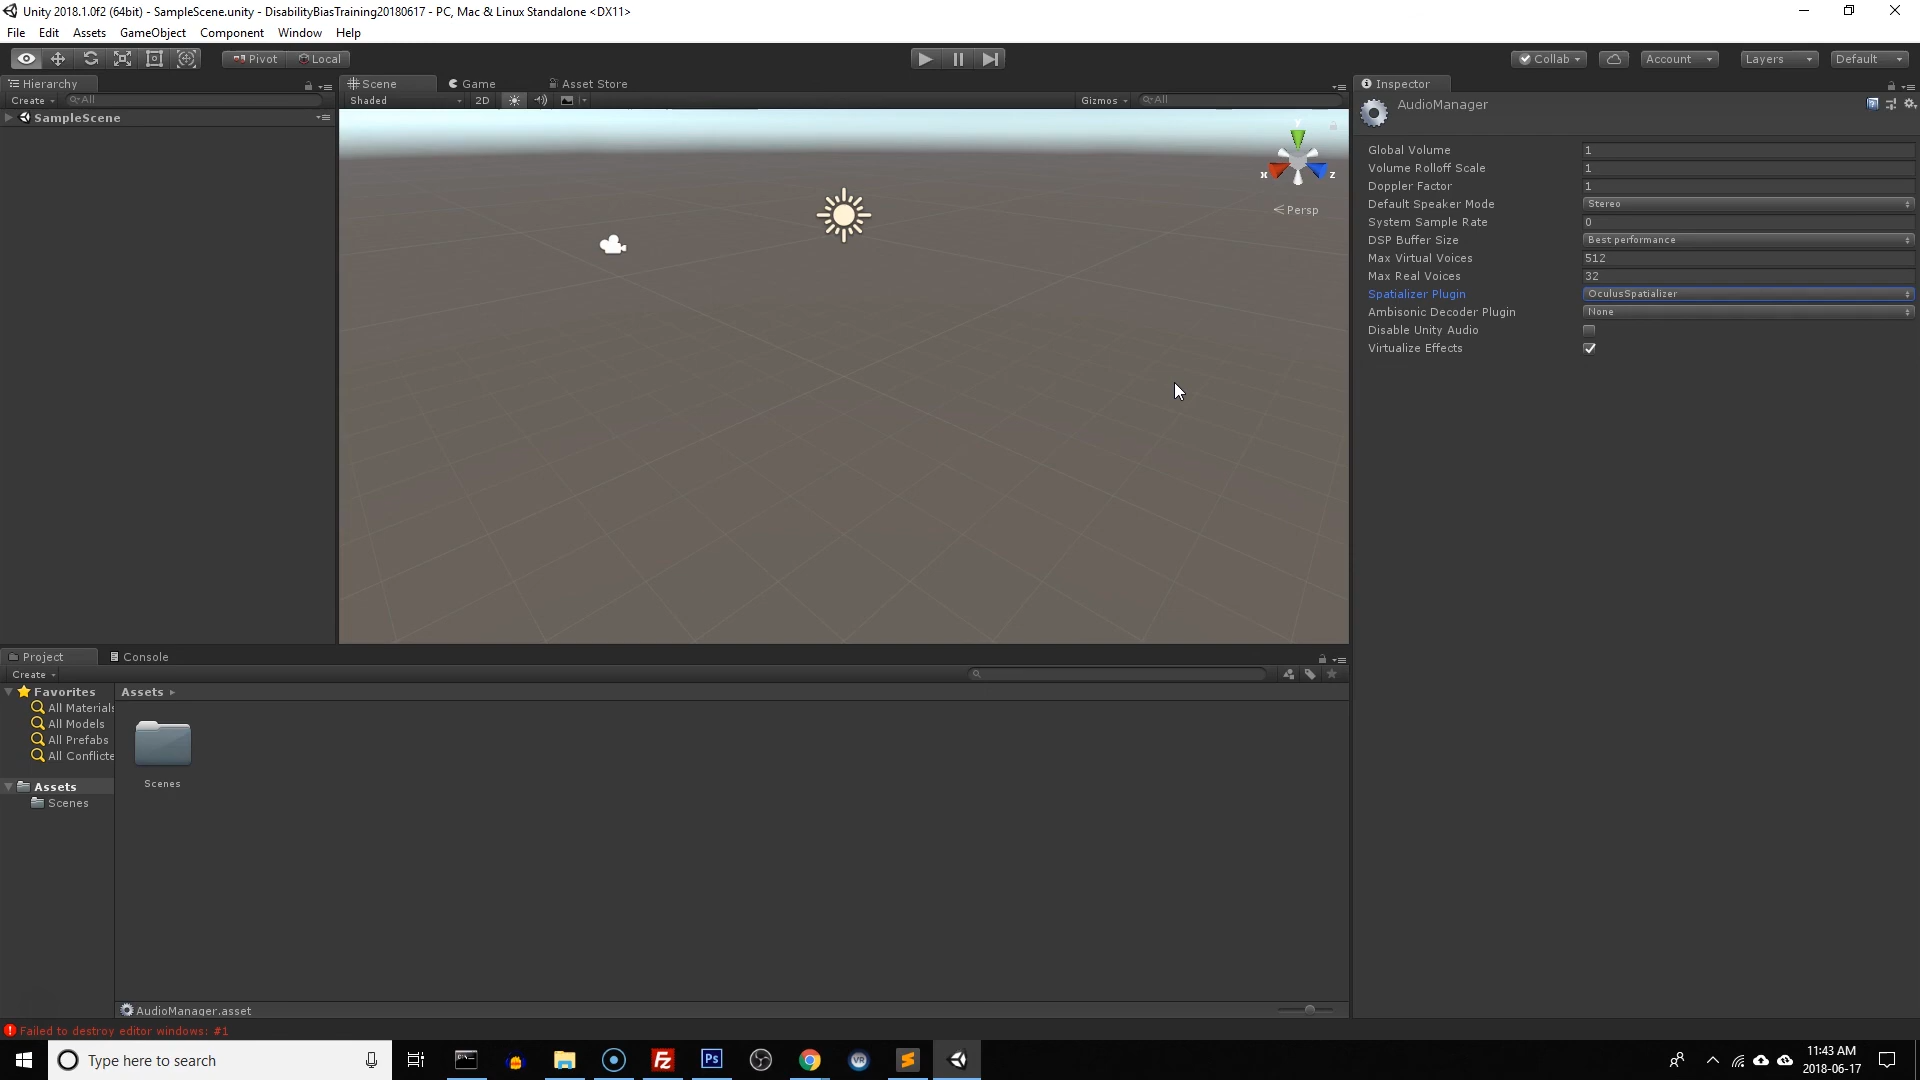 Unity 2018.1.0f2 (64bit) - SampleScene.unity - DisabilityBiasTraining20180617 - PC, Mac & Linux Standalone <DX11>
File Edit Assets GameObject Component Window Help
Pivot Local Collab Account Layers Default
Hierarchy
Create All
SampleScene
Scene Game Asset Store
Shaded 2D Gizmos All
y
x z
Persp
Inspector
AudioManager
Global Volume 1
Volume Rolloff Scale 1
Doppler Factor 1
Default Speaker Mode Stereo
System Sample Rate 0
DSP Buffer Size Best performance
Max Virtual Voices 512
Max Real Voices 32
Spatializer Plugin OculusSpatializer
Ambisonic Decoder Plugin None
Disable Unity Audio
Virtualize Effects
Project Console
Create
Favorites
All Materials
All Models
All Prefabs
All Conflicte
Assets
Scenes
Assets
Scenes
AudioManager.asset
Failed to destroy editor windows: #1
Type here to search
Fz Ps VR
11:43 AM
2018-06-17